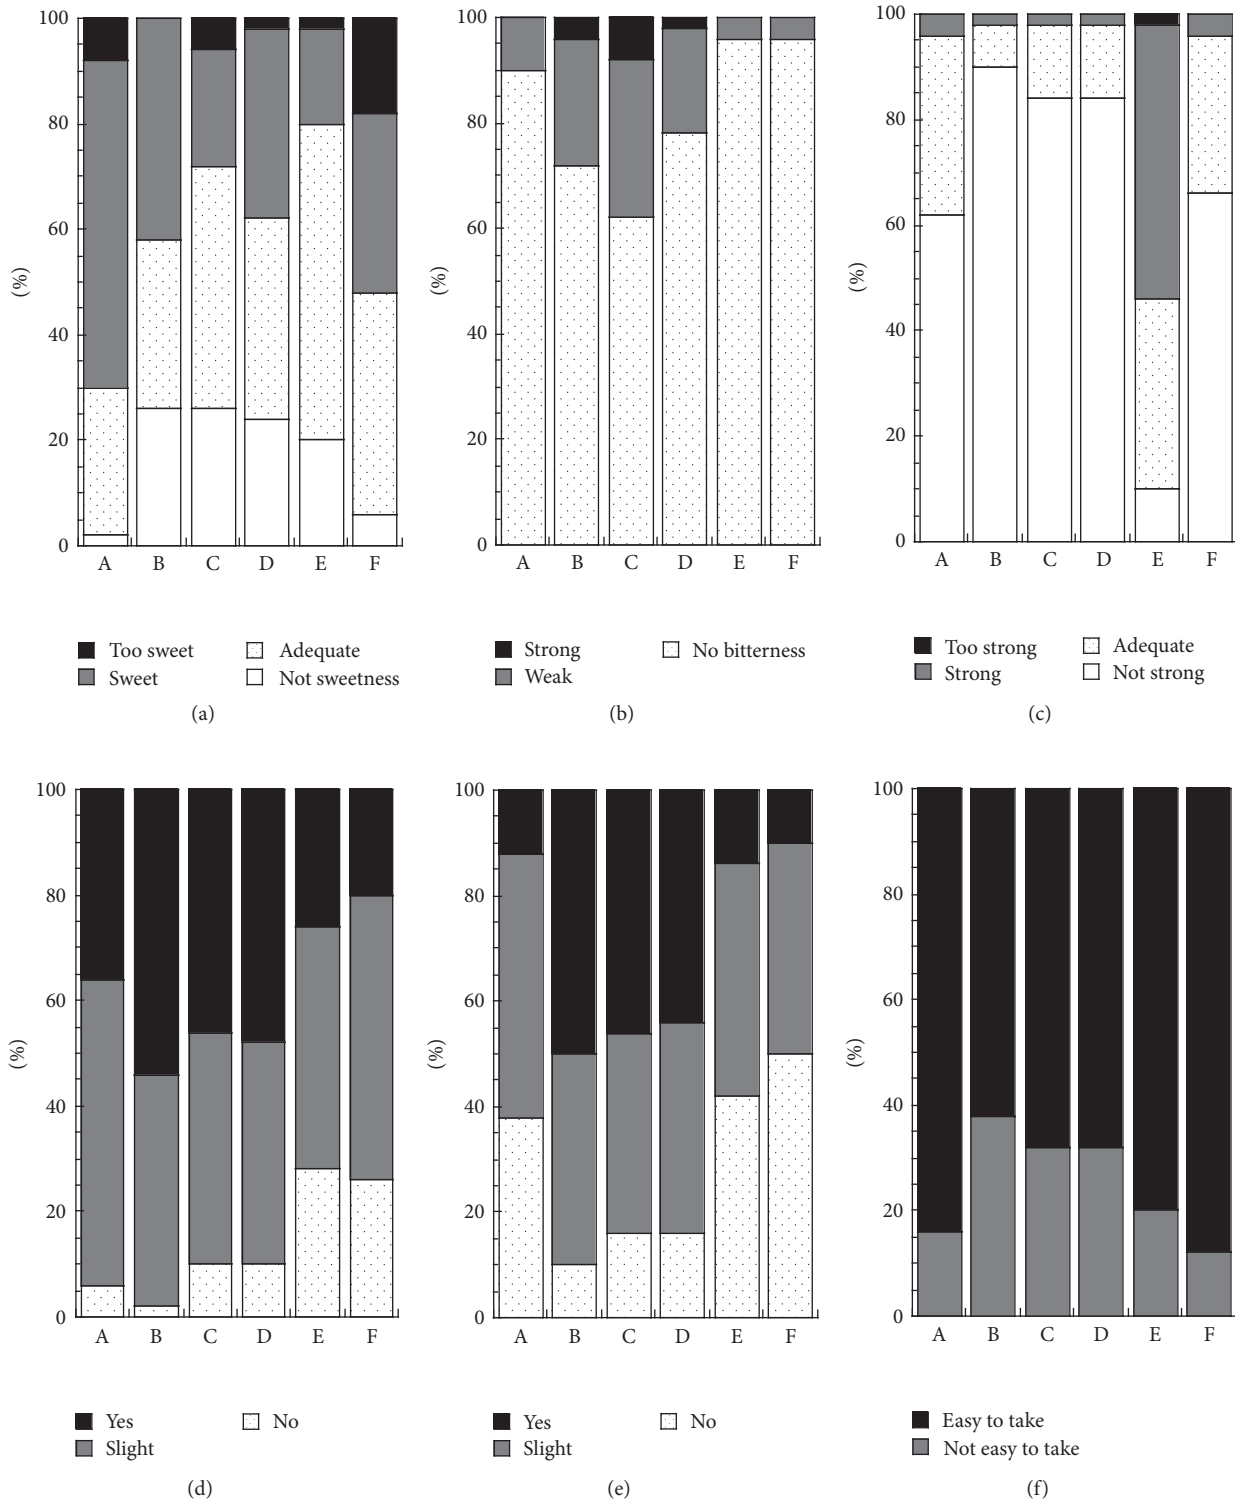 100
80
60
40
20
0
(%)
A B C D E F
Too sweet Adequate
Sweet Not sweetness
(a)
100
80
60
40
20
0
(%)
A B C D E F
Strong No bitterness
Weak
(b)
100
80
60
40
20
0
(%)
A B C D E F
Too strong Adequate
Strong Not strong
(c)
100
80
60
40
20
0
(%)
A B C D E F
Yes No
Slight
(d)
100
80
60
40
20
0
(%)
A B C D E F
Yes No
Slight
(e)
100
80
60
40
20
0
(%)
A B C D E F
Easy to take
Not easy to take
(f)